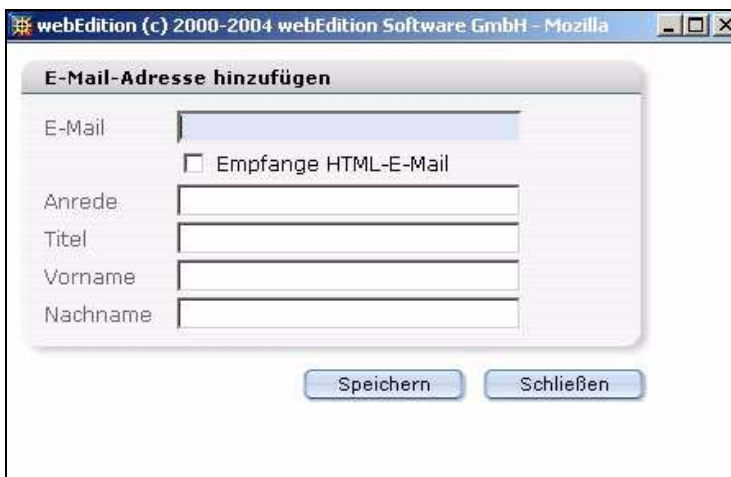 webEdition (c) 2000-2004 webEdition Software GmbH - Mozilla
E-Mail-Adresse hinzufügen
E-Mail
Empfange HTML-E-Mail
Anrede
Titel
Vorname
Nachname
Speichern Schließen